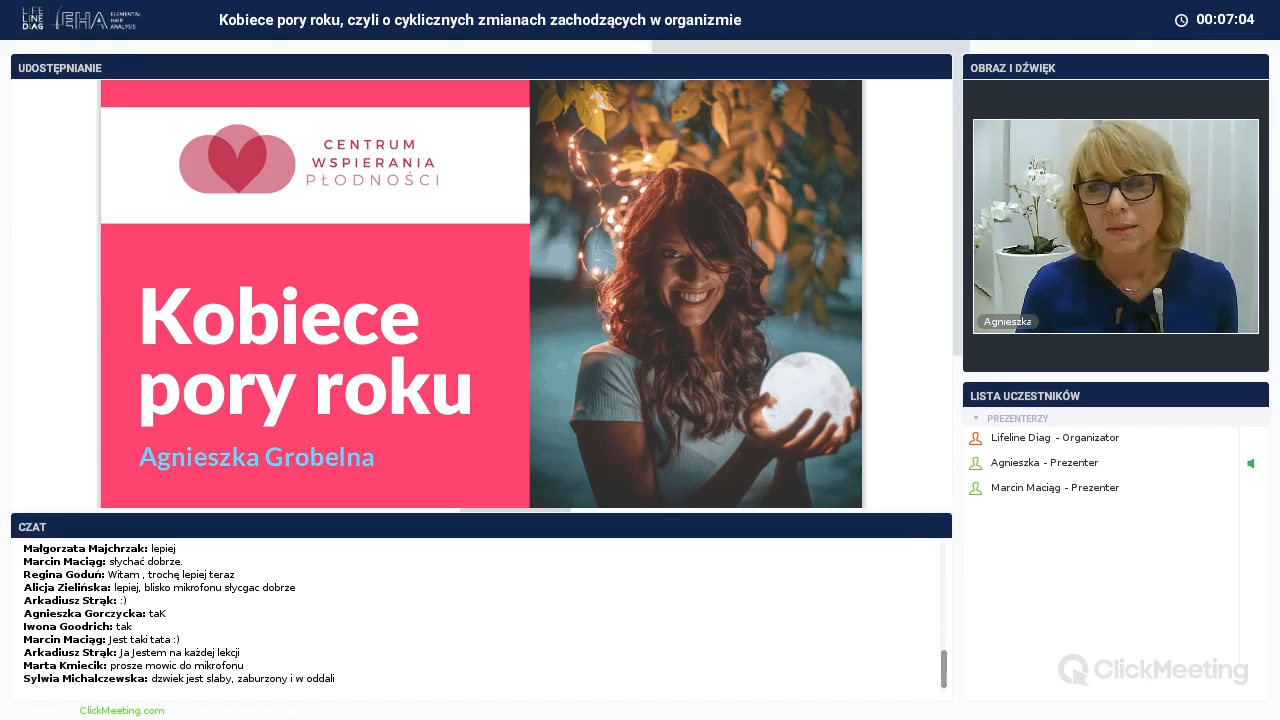 LIFE
LINE
DIAG
EHA
ELEMENTAL
HAIR
ANALYSIS
Kobiece pory roku, czyli o cyklicznych zmianach zachodzących w organizmie
00:07:04
UDOSTĘPNIANIE
CENTRUM
WSPIERANIA
PŁODNOŚCI
Kobiece
pory roku
Agnieszka Grobelna
OBRAZ I DŹWIĘK
Agnieszka
LISTA UCZESTNIKÓW
PREZENTERZY
Lifeline Diag - Organizator
Agnieszka - Prezenter
Marcin Maciąg - Prezenter
CZAT
Małgorzata Majchrzak: lepiej
Marcin Maciąg: słychać dobrze.
Regina Goduń: Witam , trochę lepiej teraz
Alicja Zielińska: lepiej, blisko mikrofonu słycgac dobrze
Arkadiusz Strąk: :)
Agnieszka Gorczycka: taK
Iwona Goodrich: tak
Marcin Maciąg: Jest taki tata :)
Arkadiusz Strąk: Ja Jestem na każdej lekcji
Marta Kmiecik: prosze mowic do mikrofonu
Sylwia Michalczewska: dzwiek jest slaby, zaburzony i w oddali
ClickMeeting
ClickMeeting.com